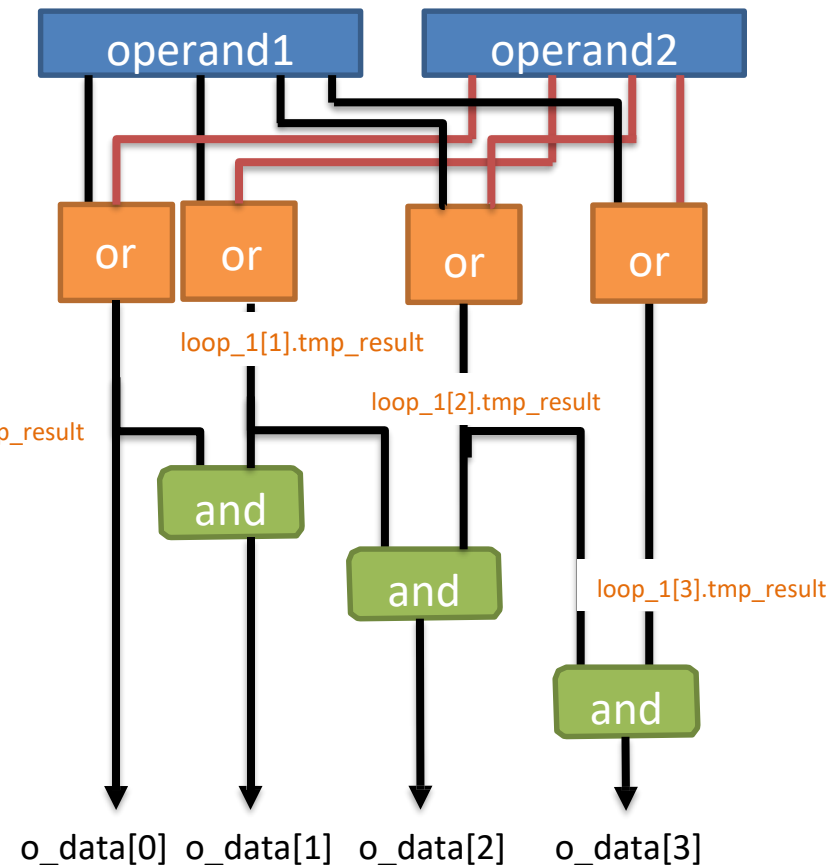 operand1 operand2
or or or or
loop_1[1].tmp_result
loop_1[2].tmp_result
p_result
and
and
loop_1[3].tmp_result
and
o_data[0] o_data[1] o_data[2] o_data[3]